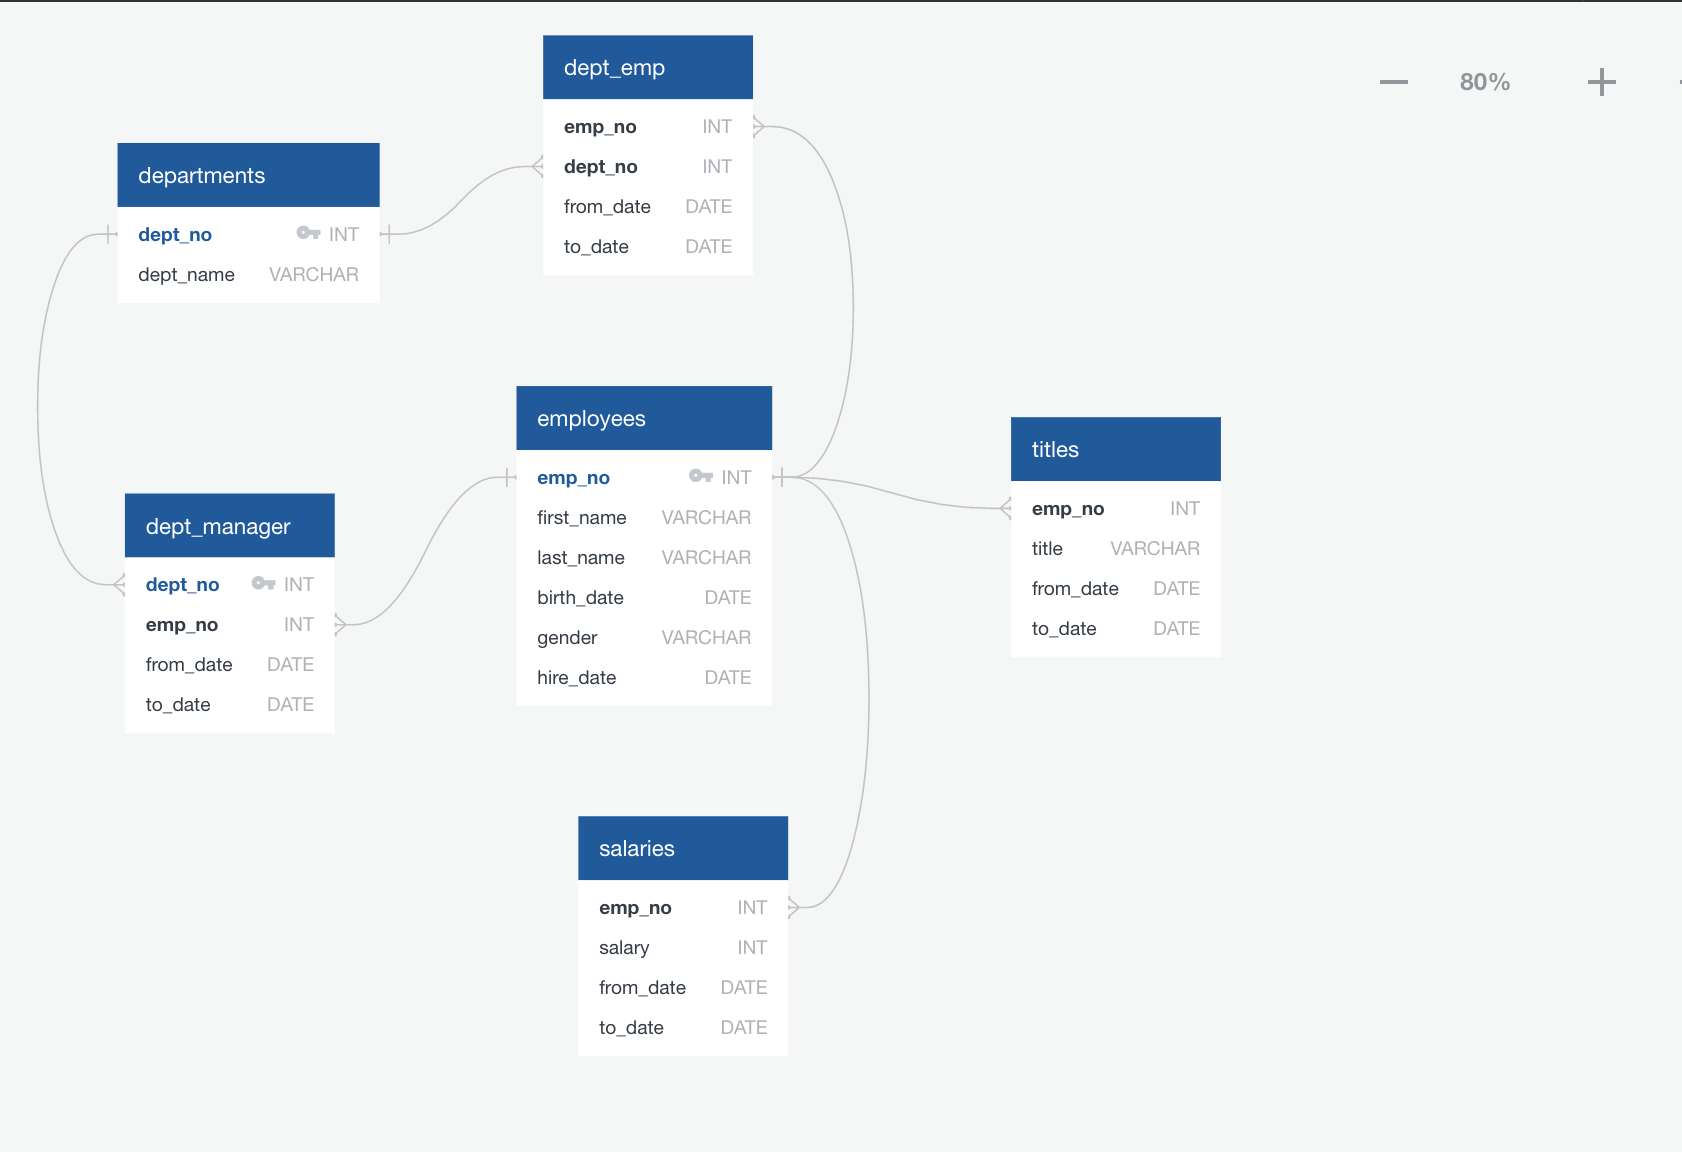 80%
dept_emp
emp_no INT
dept_no INT
from_date DATE
to_date DATE
departments
dept_no INT
dept_name VARCHAR
employees
emp_no INT
first_name VARCHAR
last_name VARCHAR
birth_date DATE
gender VARCHAR
hire_date DATE
titles
emp_no INT
title VARCHAR
from_date DATE
to_date DATE
dept_manager
dept_no INT
emp_no INT
from_date DATE
to_date DATE
salaries
emp_no INT
salary INT
from_date DATE
to_date DATE